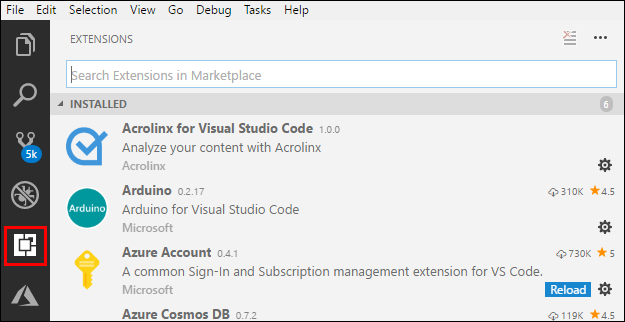 File Edit Selection View Go Debug Tasks Help
EXTENSIONS
Search Extensions in Marketplace
INSTALLED 6
Acrolinx for Visual Studio Code 1.0.0
Analyze your content with Acrolinx
Acrolinx
5k
Arduino 0.2.17 310K 4.5
Arduino
Arduino for Visual Studio Code
Microsoft
Azure Account 0.4.1 730K 5
A common Sign-In and Subscription management extension for VS Code.
Microsoft Reload
Azure Cosmos DB 0.7.2 119K 4.5